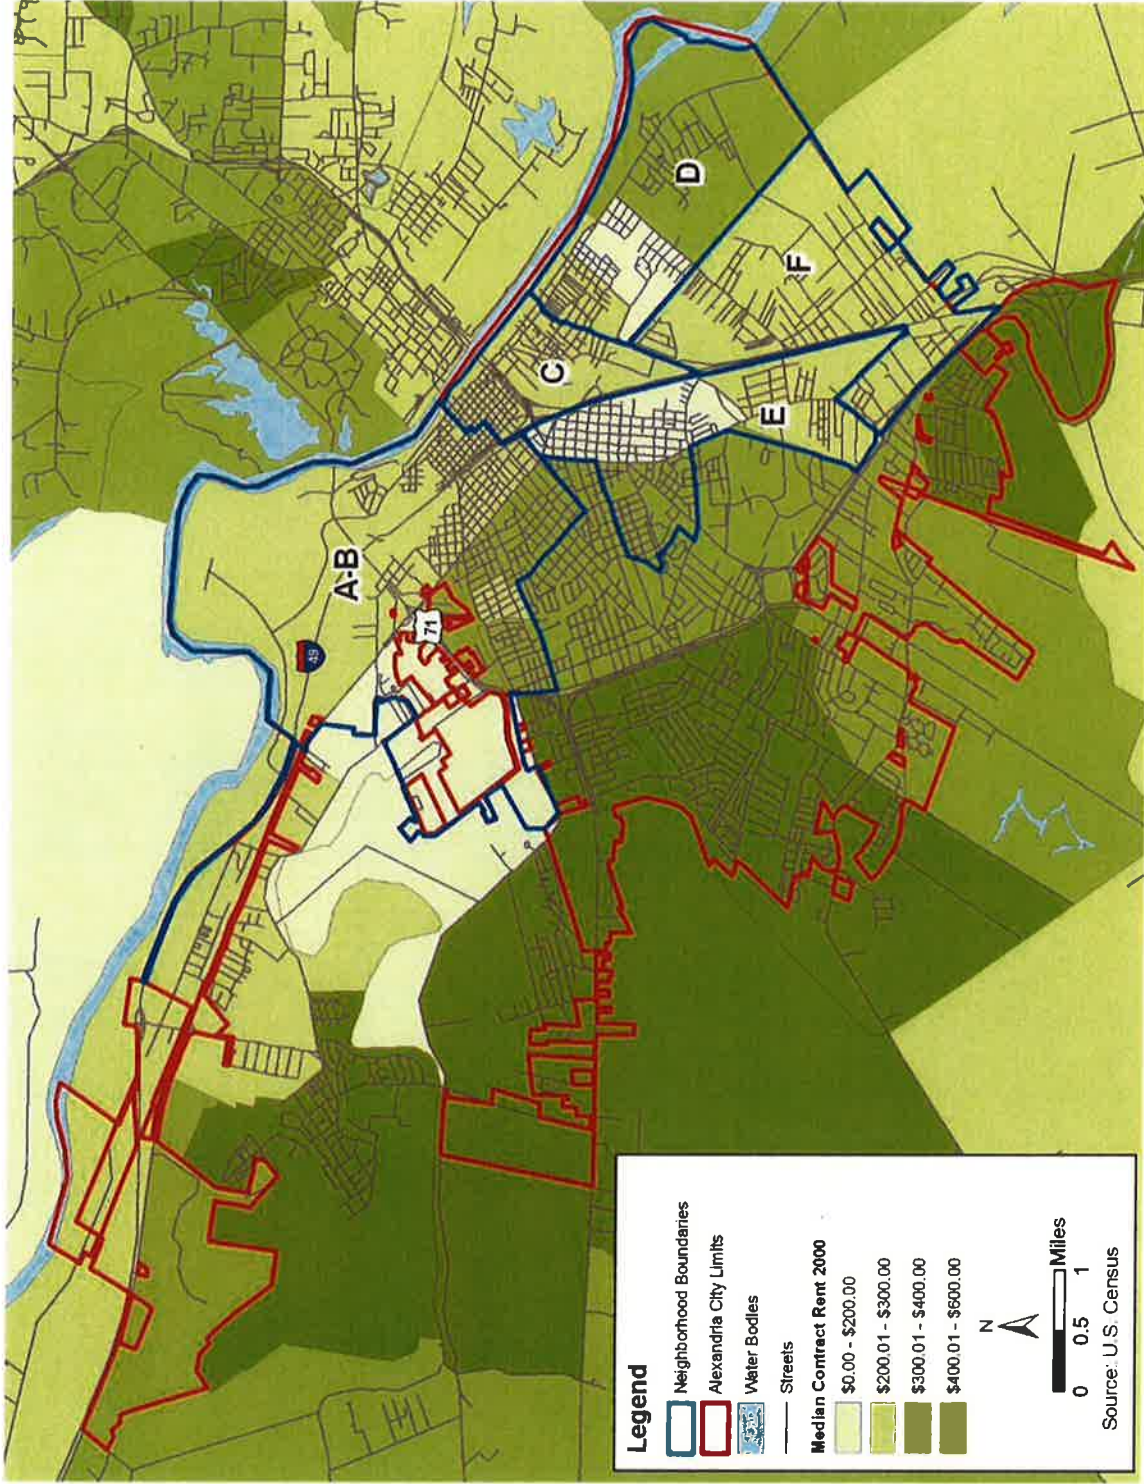 A-B
49
71
C
D
E
F
Legend
Neighborhood Boundaries
Alexandria City Limits
Water Bodies
Streets
Median Contract Rent 2000
$0.00 - $200.00
$200.01 - $300.00
$300.01 - $400.00
$400.01 - $600.00
N
0 0.5 1 Miles
Source: U.S. Census